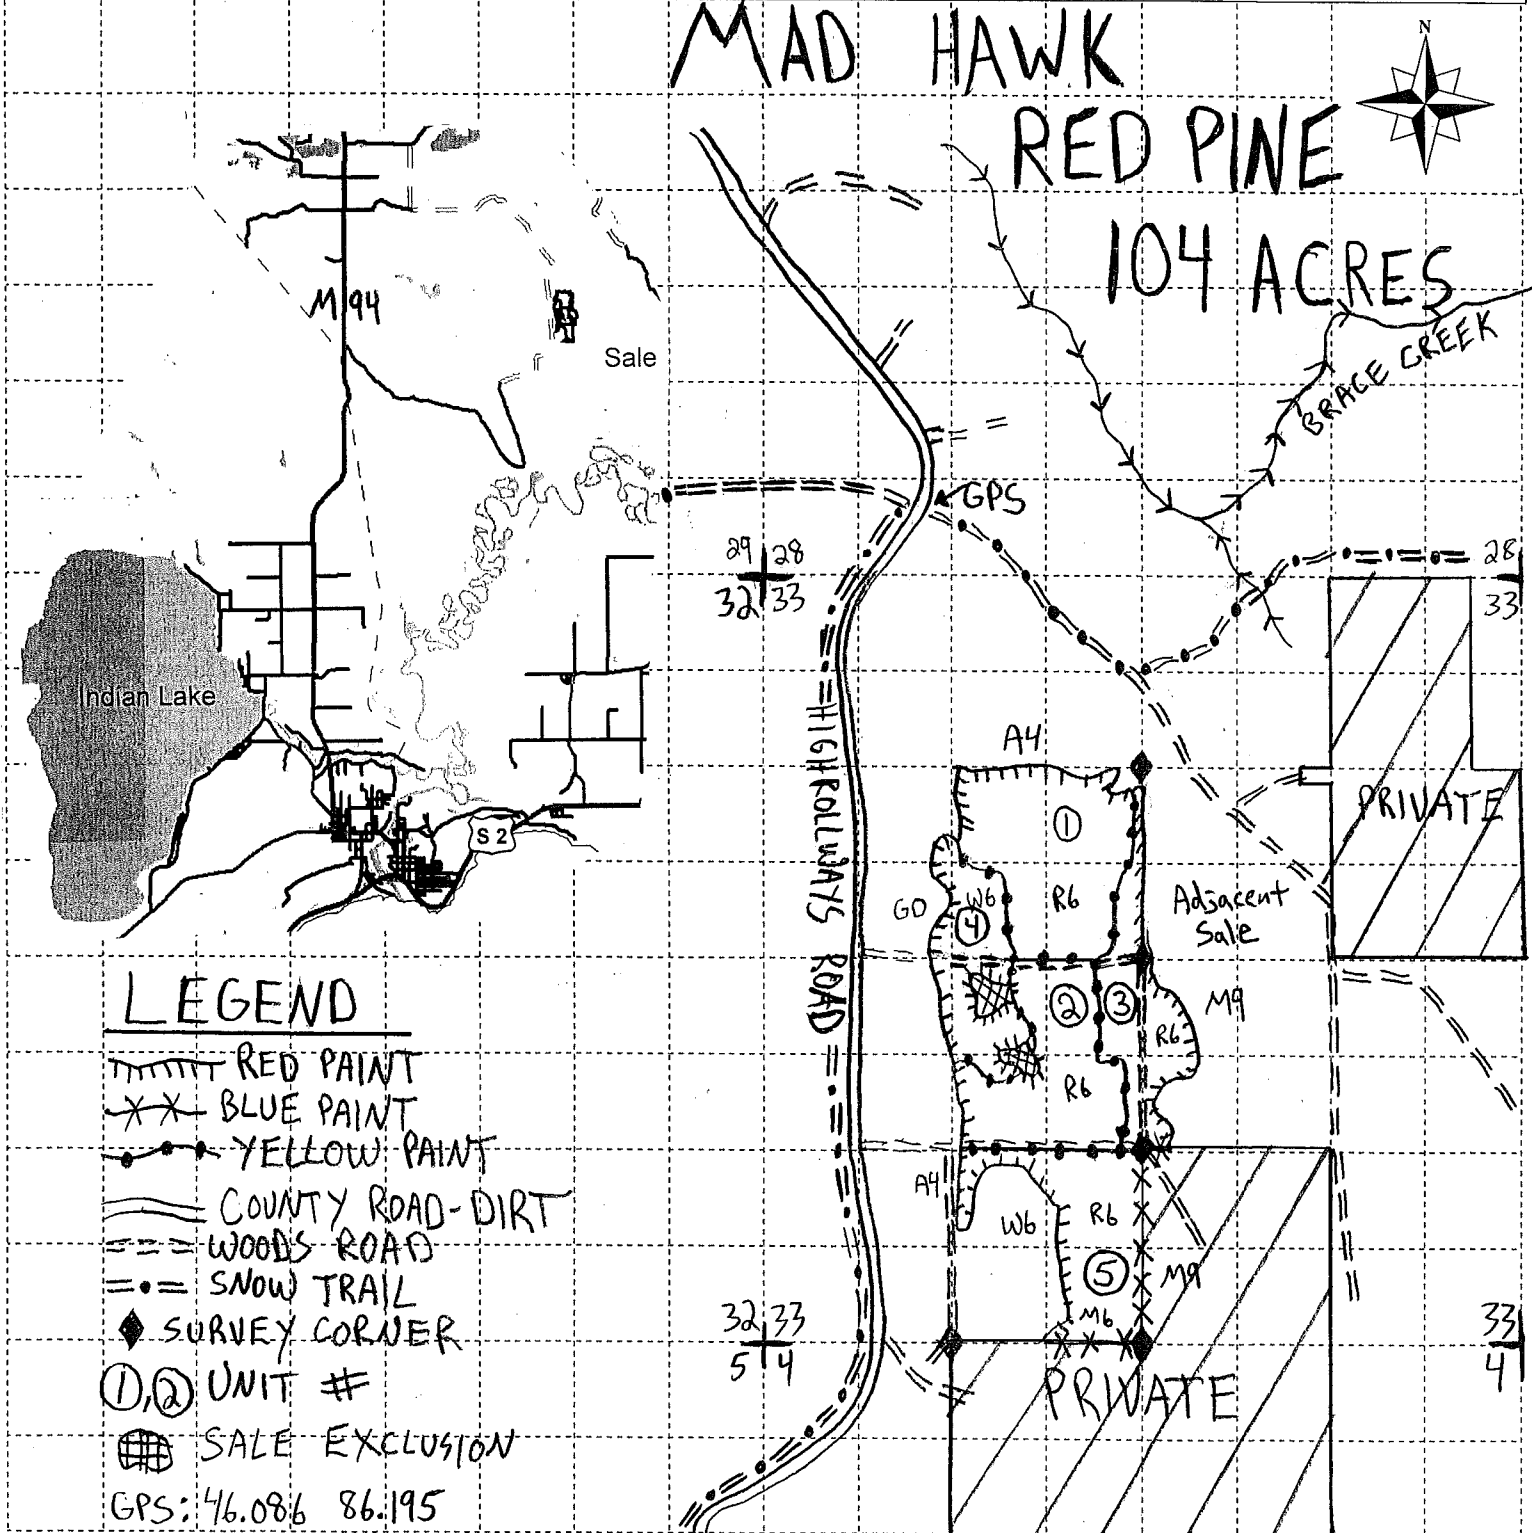 MAD HAWK
RED PINE
104 ACRES
N
M 94
Sale
BRACE CREEK
GPS
29 28
32 33
28
33
Indian Lake
S 2
HIGHROLLWAYS ROAD
A4
1
PRIVATE
GD
W6
4
R6
Adjacent
Sale
2
3
M9
R6
R6
A4
W6
R6
5
M9
M6
32 33
5 4
33
4
PRIVATE
LEGEND
RED PAINT
BLUE PAINT
YELLOW PAINT
COUNTY ROAD-DIRT
WOODS ROAD
SNOW TRAIL
SURVEY CORNER
1,2 UNIT #
SALE EXCLUSION
GPS: 46.086 86.195